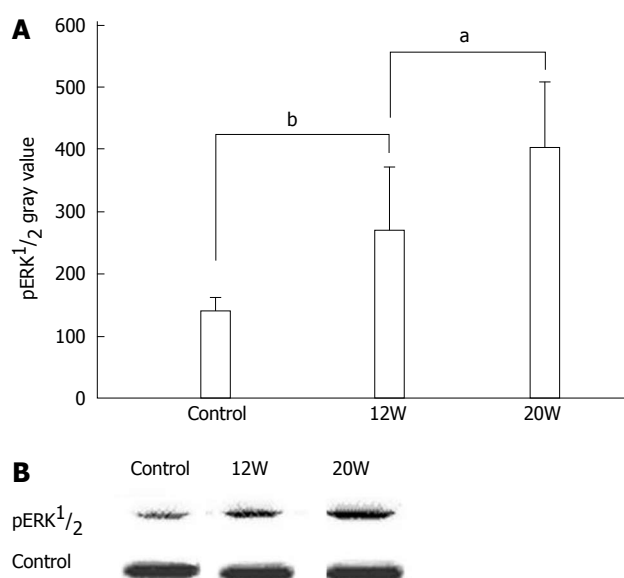 A
600
500
400
300
200
100
0
pERK1/2 gray value
a
b
Control 12W 20W
B
Control 12W 20W
pERK1/2
Control